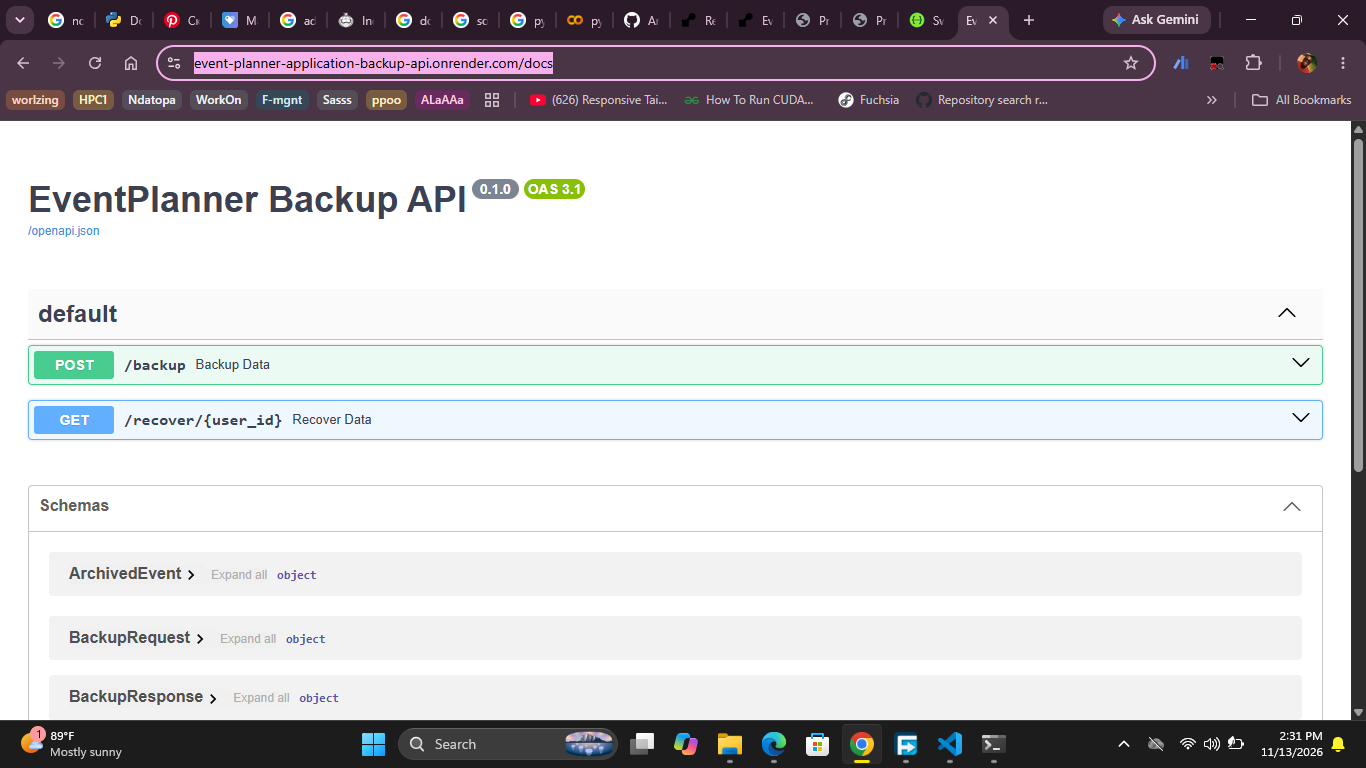 nc
Do
Ci
M
ad
In
do
sc
py
py
Ar
Re
Ev
Pr
Pr
Sv
Ev
Ask Gemini
event-planner-application-backup-api.onrender.com/docs
worlzing
HPC1
Ndatopa
WorkOn
F-mgnt
Sasss
ppoo
ALaAAa
(626) Responsive Tai...
How To Run CUDA...
Fuchsia
Repository search r...
All Bookmarks
EventPlanner Backup API 0.1.0 OAS 3.1
/openapi.json
default
POST /backup Backup Data
GET /recover/{user_id} Recover Data
Schemas
ArchivedEvent Expand all object
BackupRequest Expand all object
BackupResponse Expand all object
1
89°F
Mostly sunny
Search
2:31 PM
11/13/2026